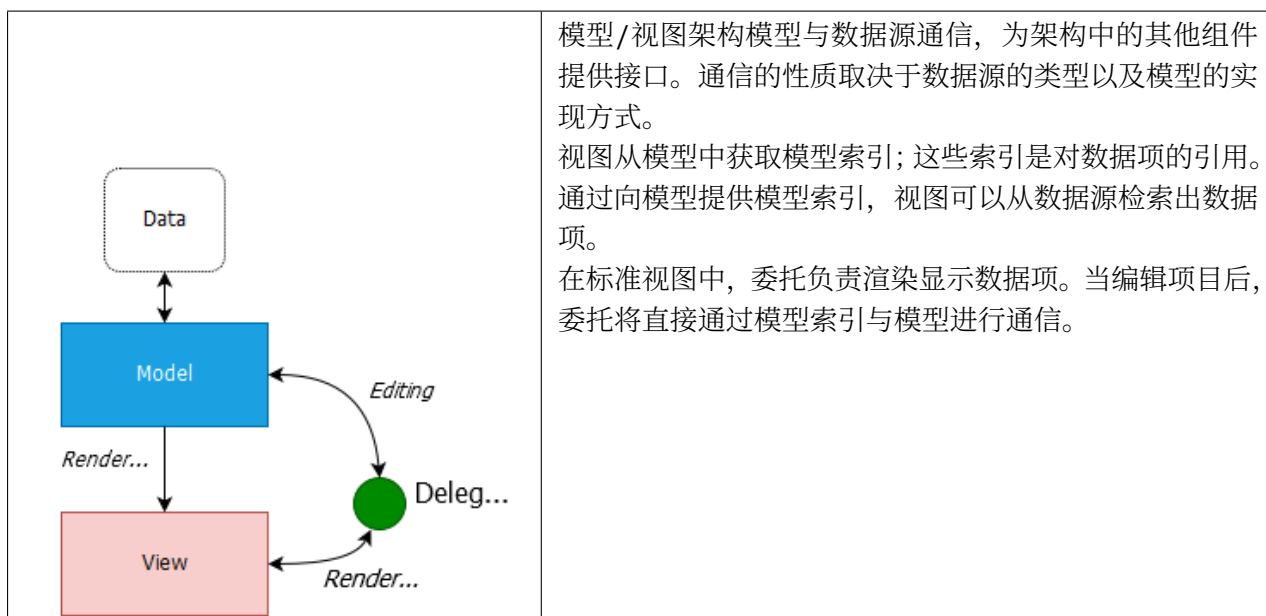 Data
Model
Editing
Render...
Deleg...
View
Render...
模型/视图架构模型与数据源通信，为架构中的其他组件
提供接口。通信的性质取决于数据源的类型以及模型的实
现方式。
视图从模型中获取模型索引；这些索引是对数据项的引用。
通过向模型提供模型索引，视图可以从数据源检索出数据
项。
在标准视图中，委托负责渲染显示数据项。当编辑项目后，
委托将直接通过模型索引与模型进行通信。